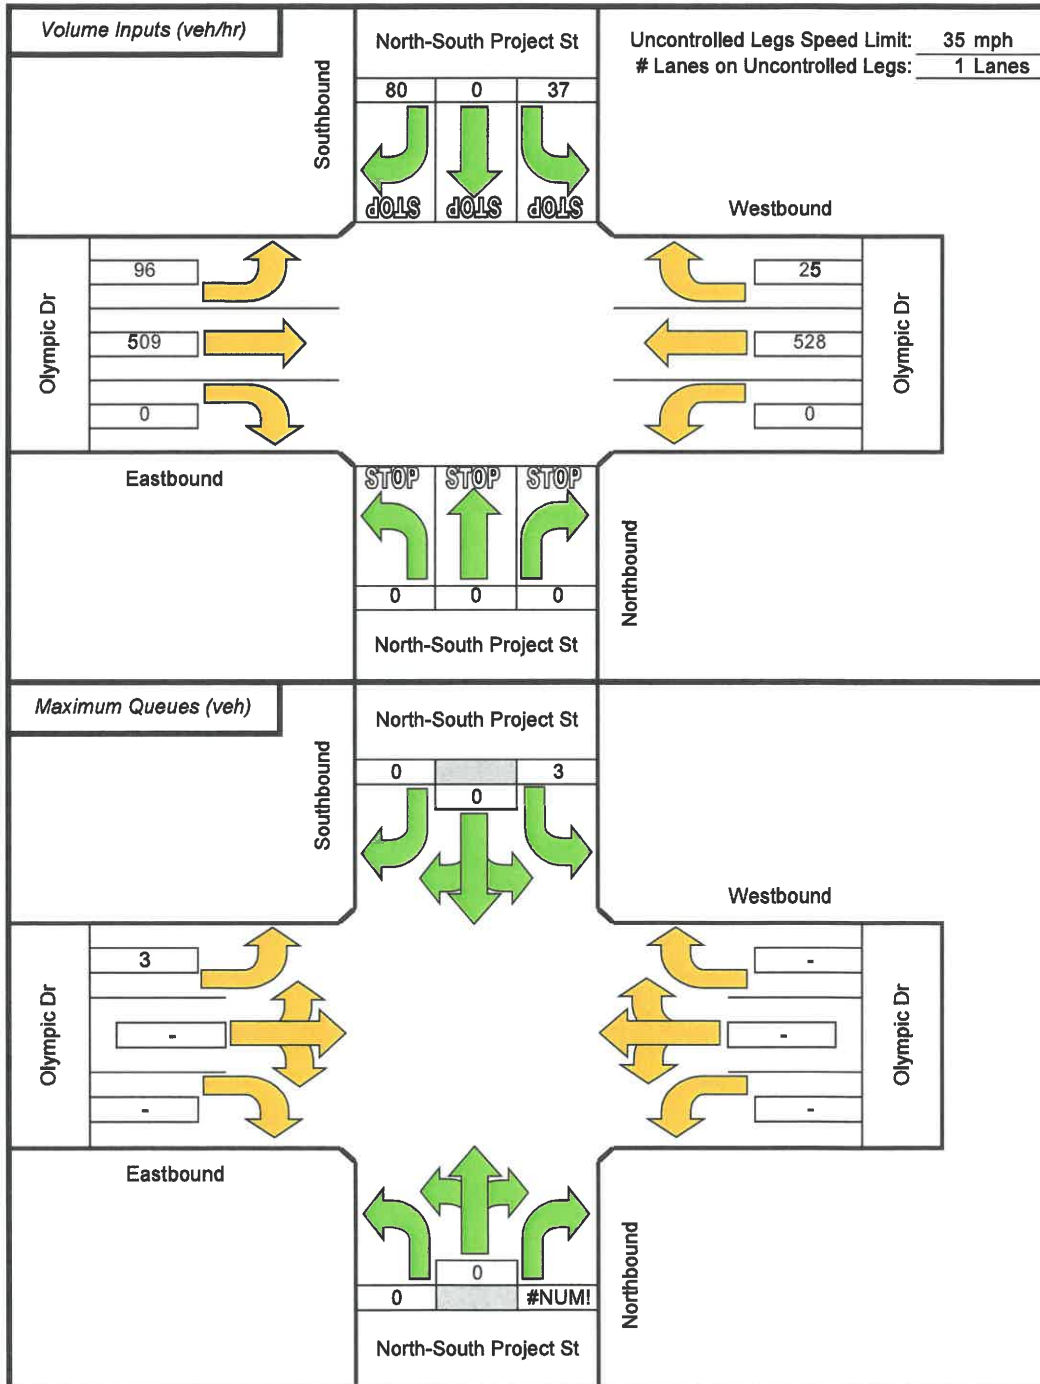 Volume Inputs (veh/hr)
North-South Project St
Uncontrolled Legs Speed Limit: 35 mph
# Lanes on Uncontrolled Legs: 1 Lanes
Southbound
80 0 37
STOP STOP STOP
Westbound
Olympic Dr
96
509
0
25
528
0
Olympic Dr
Eastbound
STOP STOP STOP
Northbound
0 0 0
North-South Project St
Maximum Queues (veh)
North-South Project St
Southbound
0 3
0
Westbound
Olympic Dr
3
-
-
-
-
-
Olympic Dr
Eastbound
Northbound
0
0 #NUM!
North-South Project St